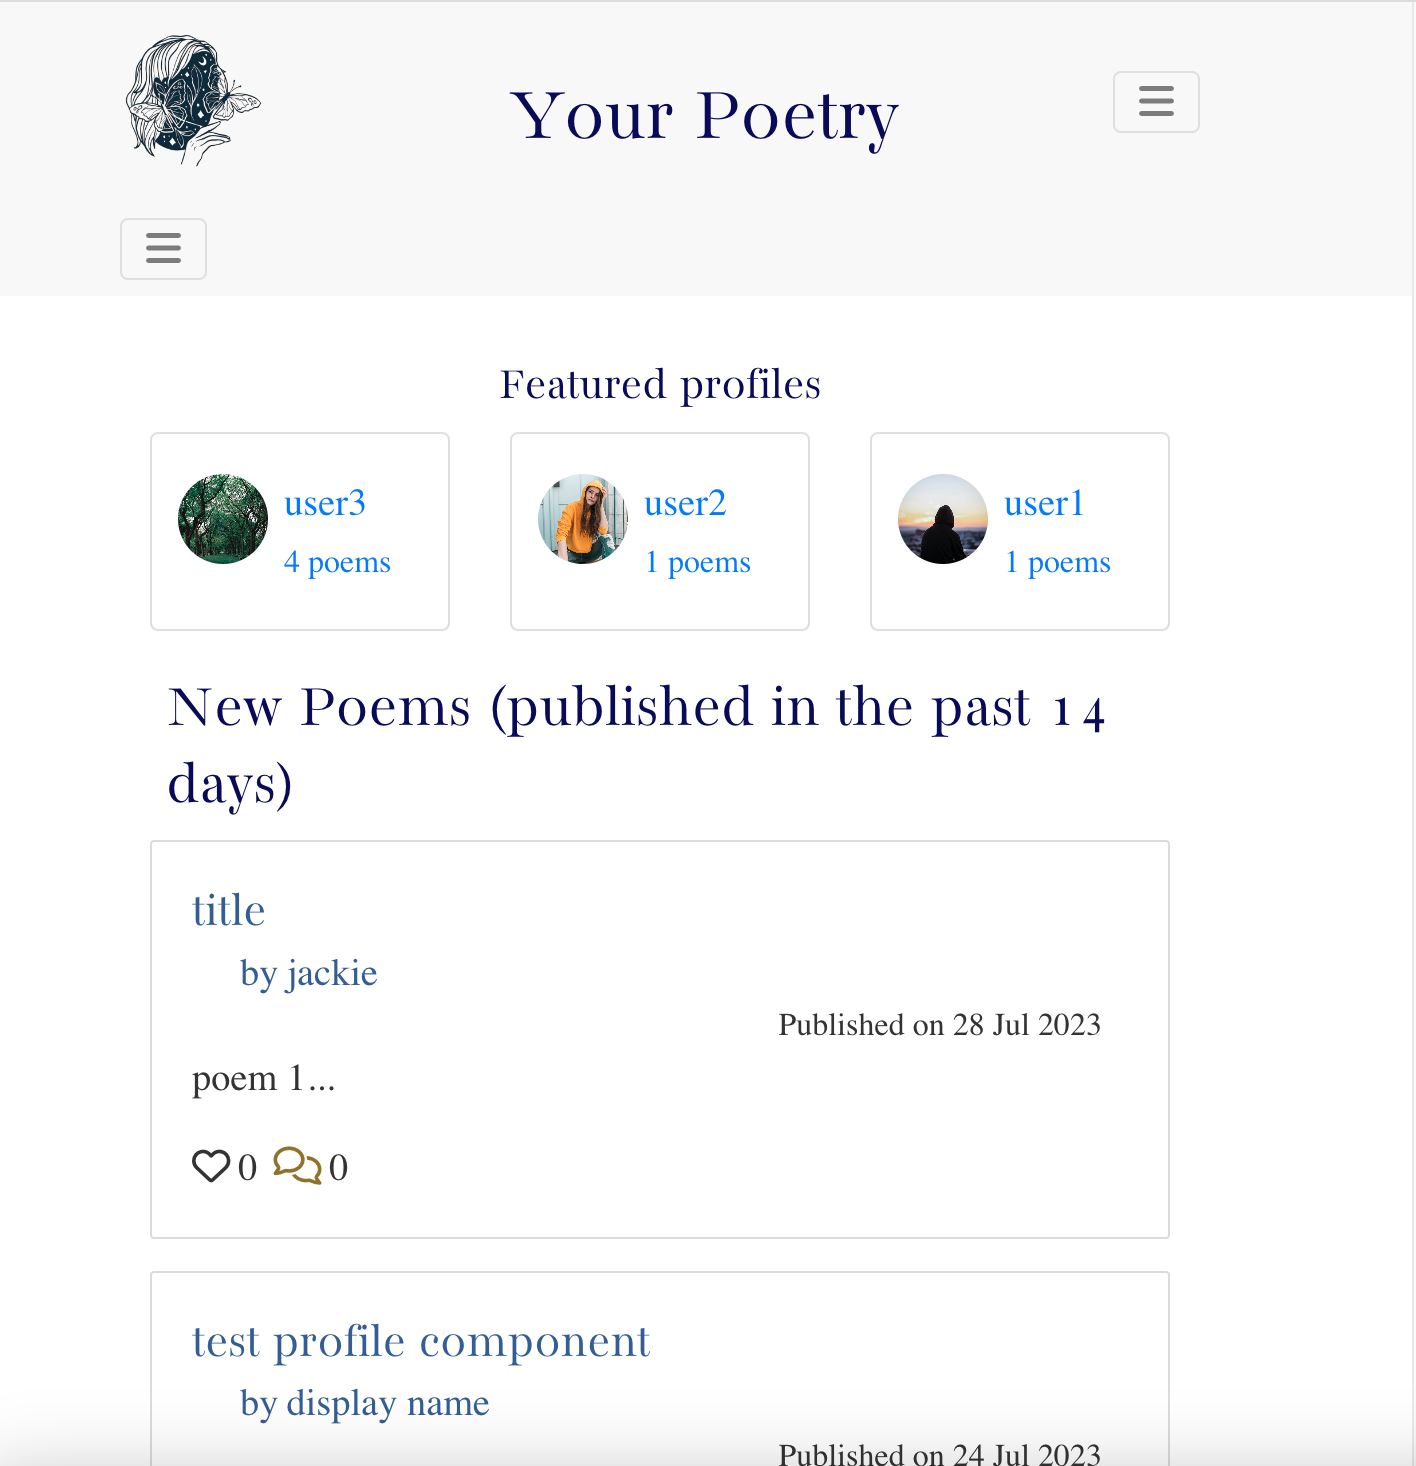 Your Poetry
Featured profiles
user3
4 poems
user2
1 poems
user1
1 poems
New Poems (published in the past 14
days)
title
by jackie
Published on 28 Jul 2023
poem 1...
0 0
test profile component
by display name
Published on 24 Jul 2023